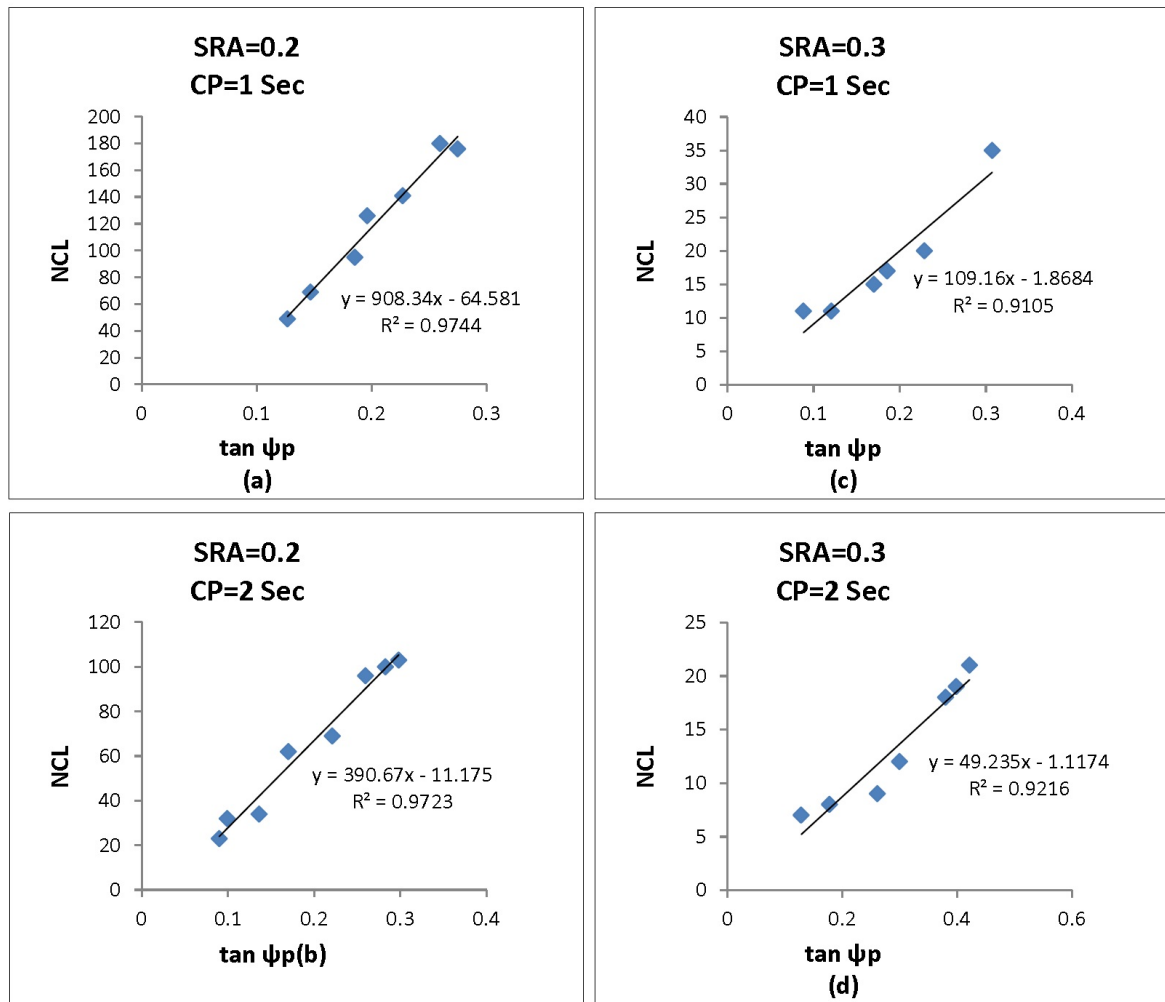 SRA=0.2
CP=1 Sec
200
180
160
140
120
100
80
60
40
20
0
NCL
y = 908.34x - 64.581
R² = 0.9744
0 0.1 0.2 0.3
tan ψp
(a)
SRA=0.3
CP=1 Sec
40
35
30
25
20
15
10
5
0
NCL
y = 109.16x - 1.8684
R² = 0.9105
0 0.1 0.2 0.3 0.4
tan ψp
(c)
SRA=0.2
CP=2 Sec
120
100
80
60
40
20
0
NCL
y = 390.67x - 11.175
R² = 0.9723
0 0.1 0.2 0.3 0.4
tan ψp(b)
SRA=0.3
CP=2 Sec
25
20
15
10
5
0
NCL
y = 49.235x - 1.1174
R² = 0.9216
0 0.2 0.4 0.6
tan ψp
(d)